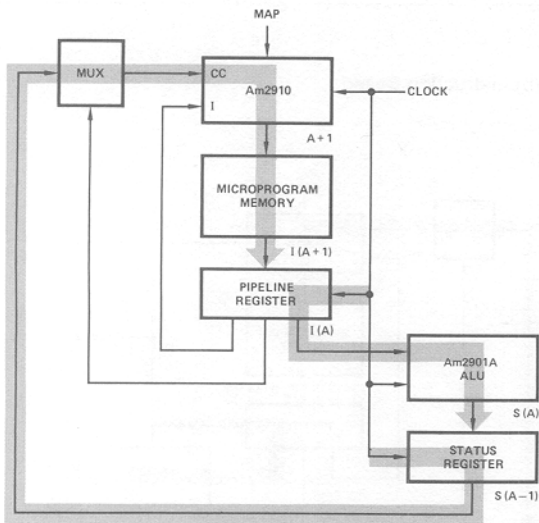 MAP
MUX
CC
Am2910
I
CLOCK
A+1
MICROPROGRAM
MEMORY
I (A+1)
PIPELINE
REGISTER
I (A)
Am2901A
ALU
S (A)
STATUS
REGISTER
S (A−1)